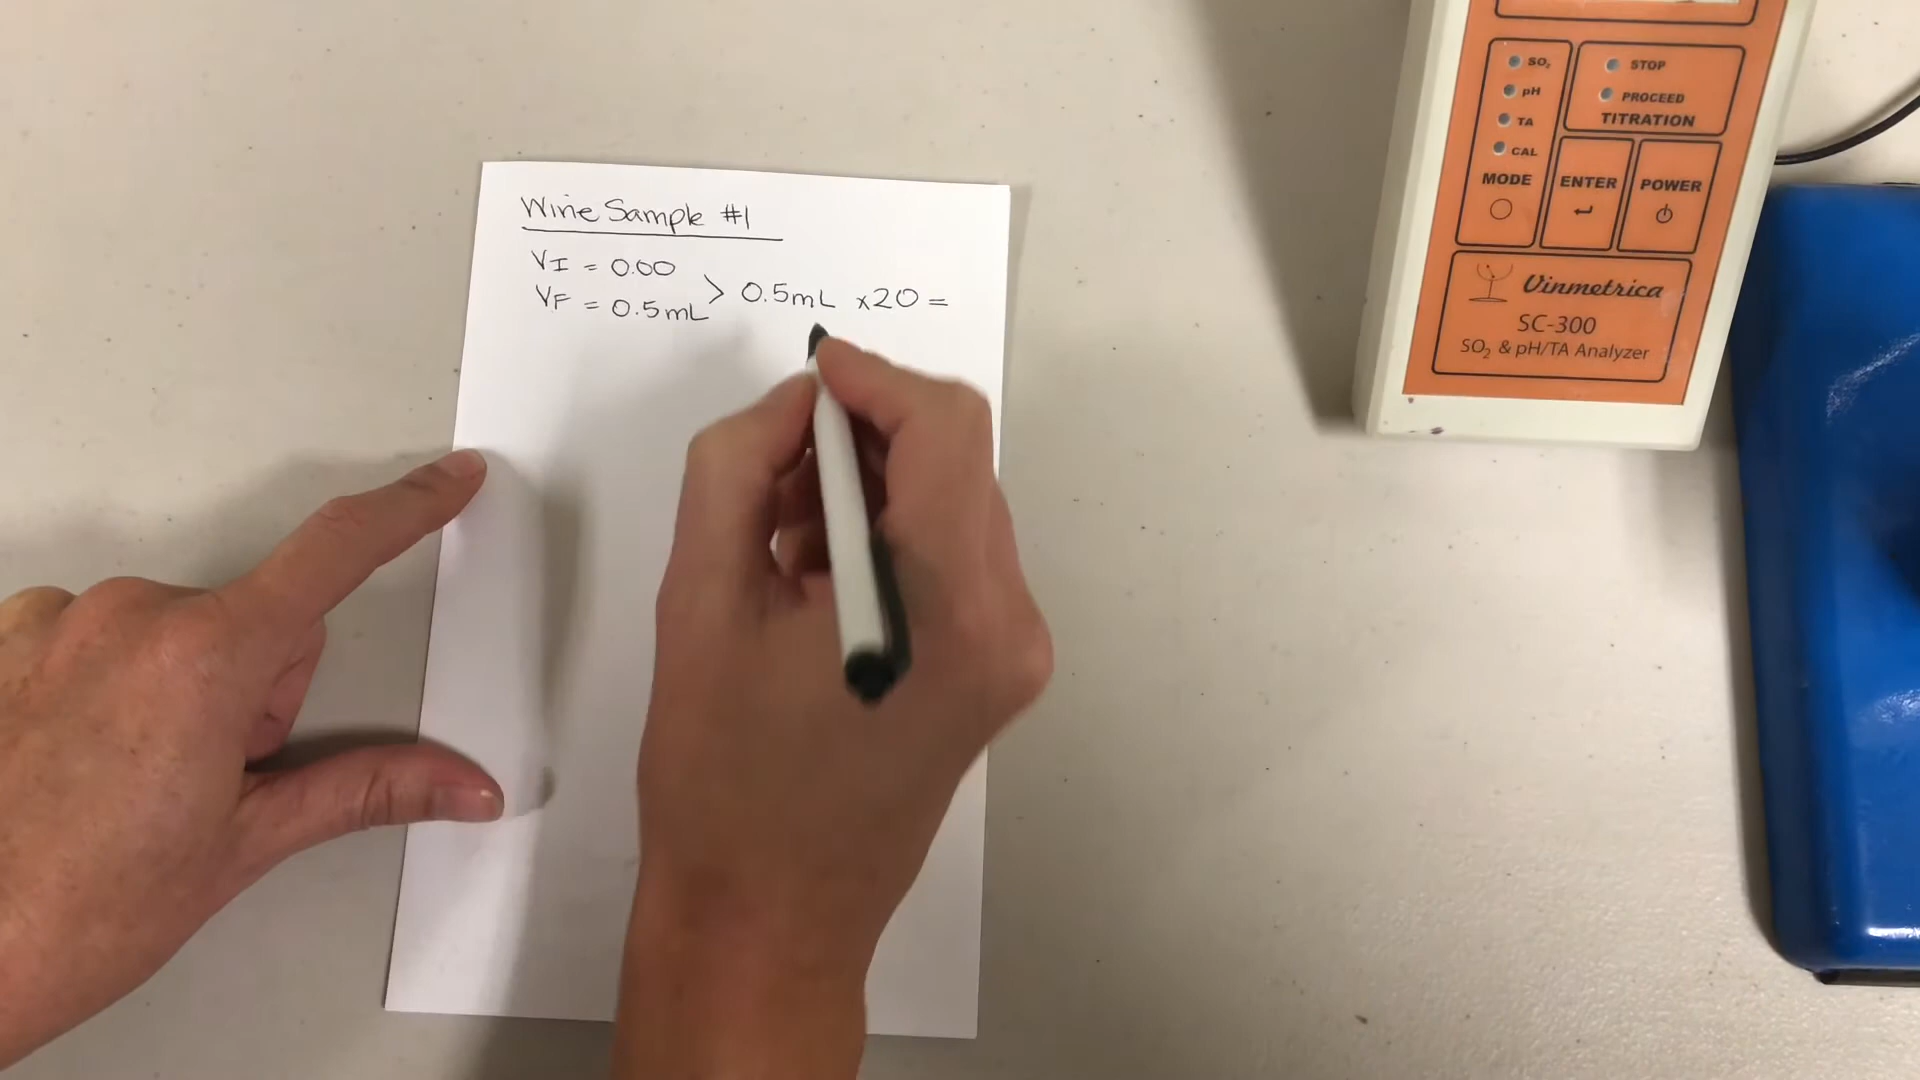 Wine Sample #1
VI = 0.00
VF = 0.5mL > 0.5mL x20 =
SO2
pH
TA
CAL
MODE
STOP
PROCEED
TITRATION
ENTER
POWER
Vinmetrica
SC-300
SO2 & pH/TA Analyzer